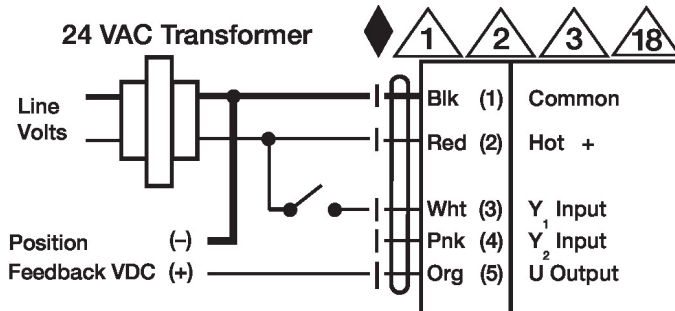 24 VAC Transformer
1 2 3 18
Line
Volts
Blk (1) Common
Red (2) Hot +
Wht (3) Y1 Input
Pnk (4) Y2 Input
Org (5) U Output
Position (–)
Feedback VDC (+)